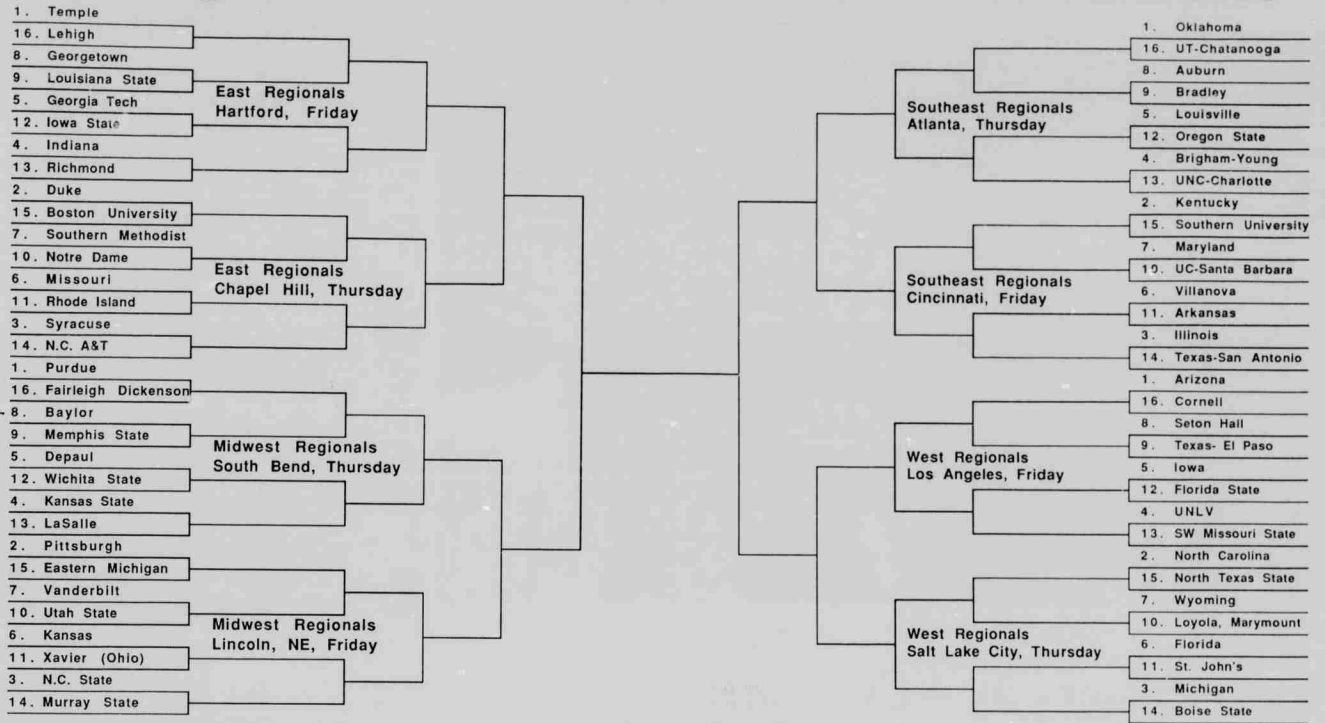 1. Temple
16. Lehigh
8. Georgetown
9. Louisiana State
5. Georgia Tech
12. Iowa State
4. Indiana
13. Richmond
East Regionals
Hartford, Friday
2. Duke
15. Boston University
7. Southern Methodist
10. Notre Dame
6. Missouri
11. Rhode Island
3. Syracuse
14. N.C. A&T
East Regionals
Chapel Hill, Thursday
1. Purdue
16. Fairleigh Dickenson
8. Baylor
9. Memphis State
5. Depaul
12. Wichita State
4. Kansas State
13. LaSalle
Midwest Regionals
South Bend, Thursday
2. Pittsburgh
15. Eastern Michigan
7. Vanderbilt
10. Utah State
6. Kansas
11. Xavier (Ohio)
3. N.C. State
14. Murray State
Midwest Regionals
Lincoln, NE, Friday
1. Oklahoma
16. UT-Chatanooga
8. Auburn
9. Bradley
5. Louisville
12. Oregon State
4. Brigham-Young
13. UNC-Charlotte
Southeast Regionals
Atlanta, Thursday
2. Kentucky
15. Southern University
7. Maryland
10. UC-Santa Barbara
6. Villanova
11. Arkansas
3. Illinois
14. Texas-San Antonio
Southeast Regionals
Cincinnati, Friday
1. Arizona
16. Cornell
8. Seton Hall
9. Texas- El Paso
5. Iowa
12. Florida State
4. UNLV
13. SW Missouri State
West Regionals
Los Angeles, Friday
2. North Carolina
15. North Texas State
7. Wyoming
10. Loyola, Marymount
6. Florida
11. St. John's
3. Michigan
14. Boise State
West Regionals
Salt Lake City, Thursday